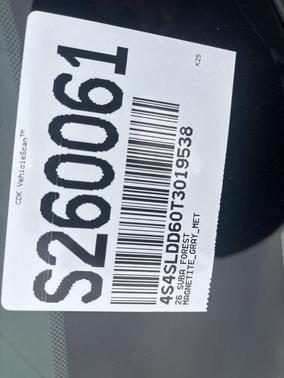 CDK VehicleScan™
S260061
4S4SLDD60T3019538
26 SUBA FOREST
MAGNETITE_GRAY_MET
K25